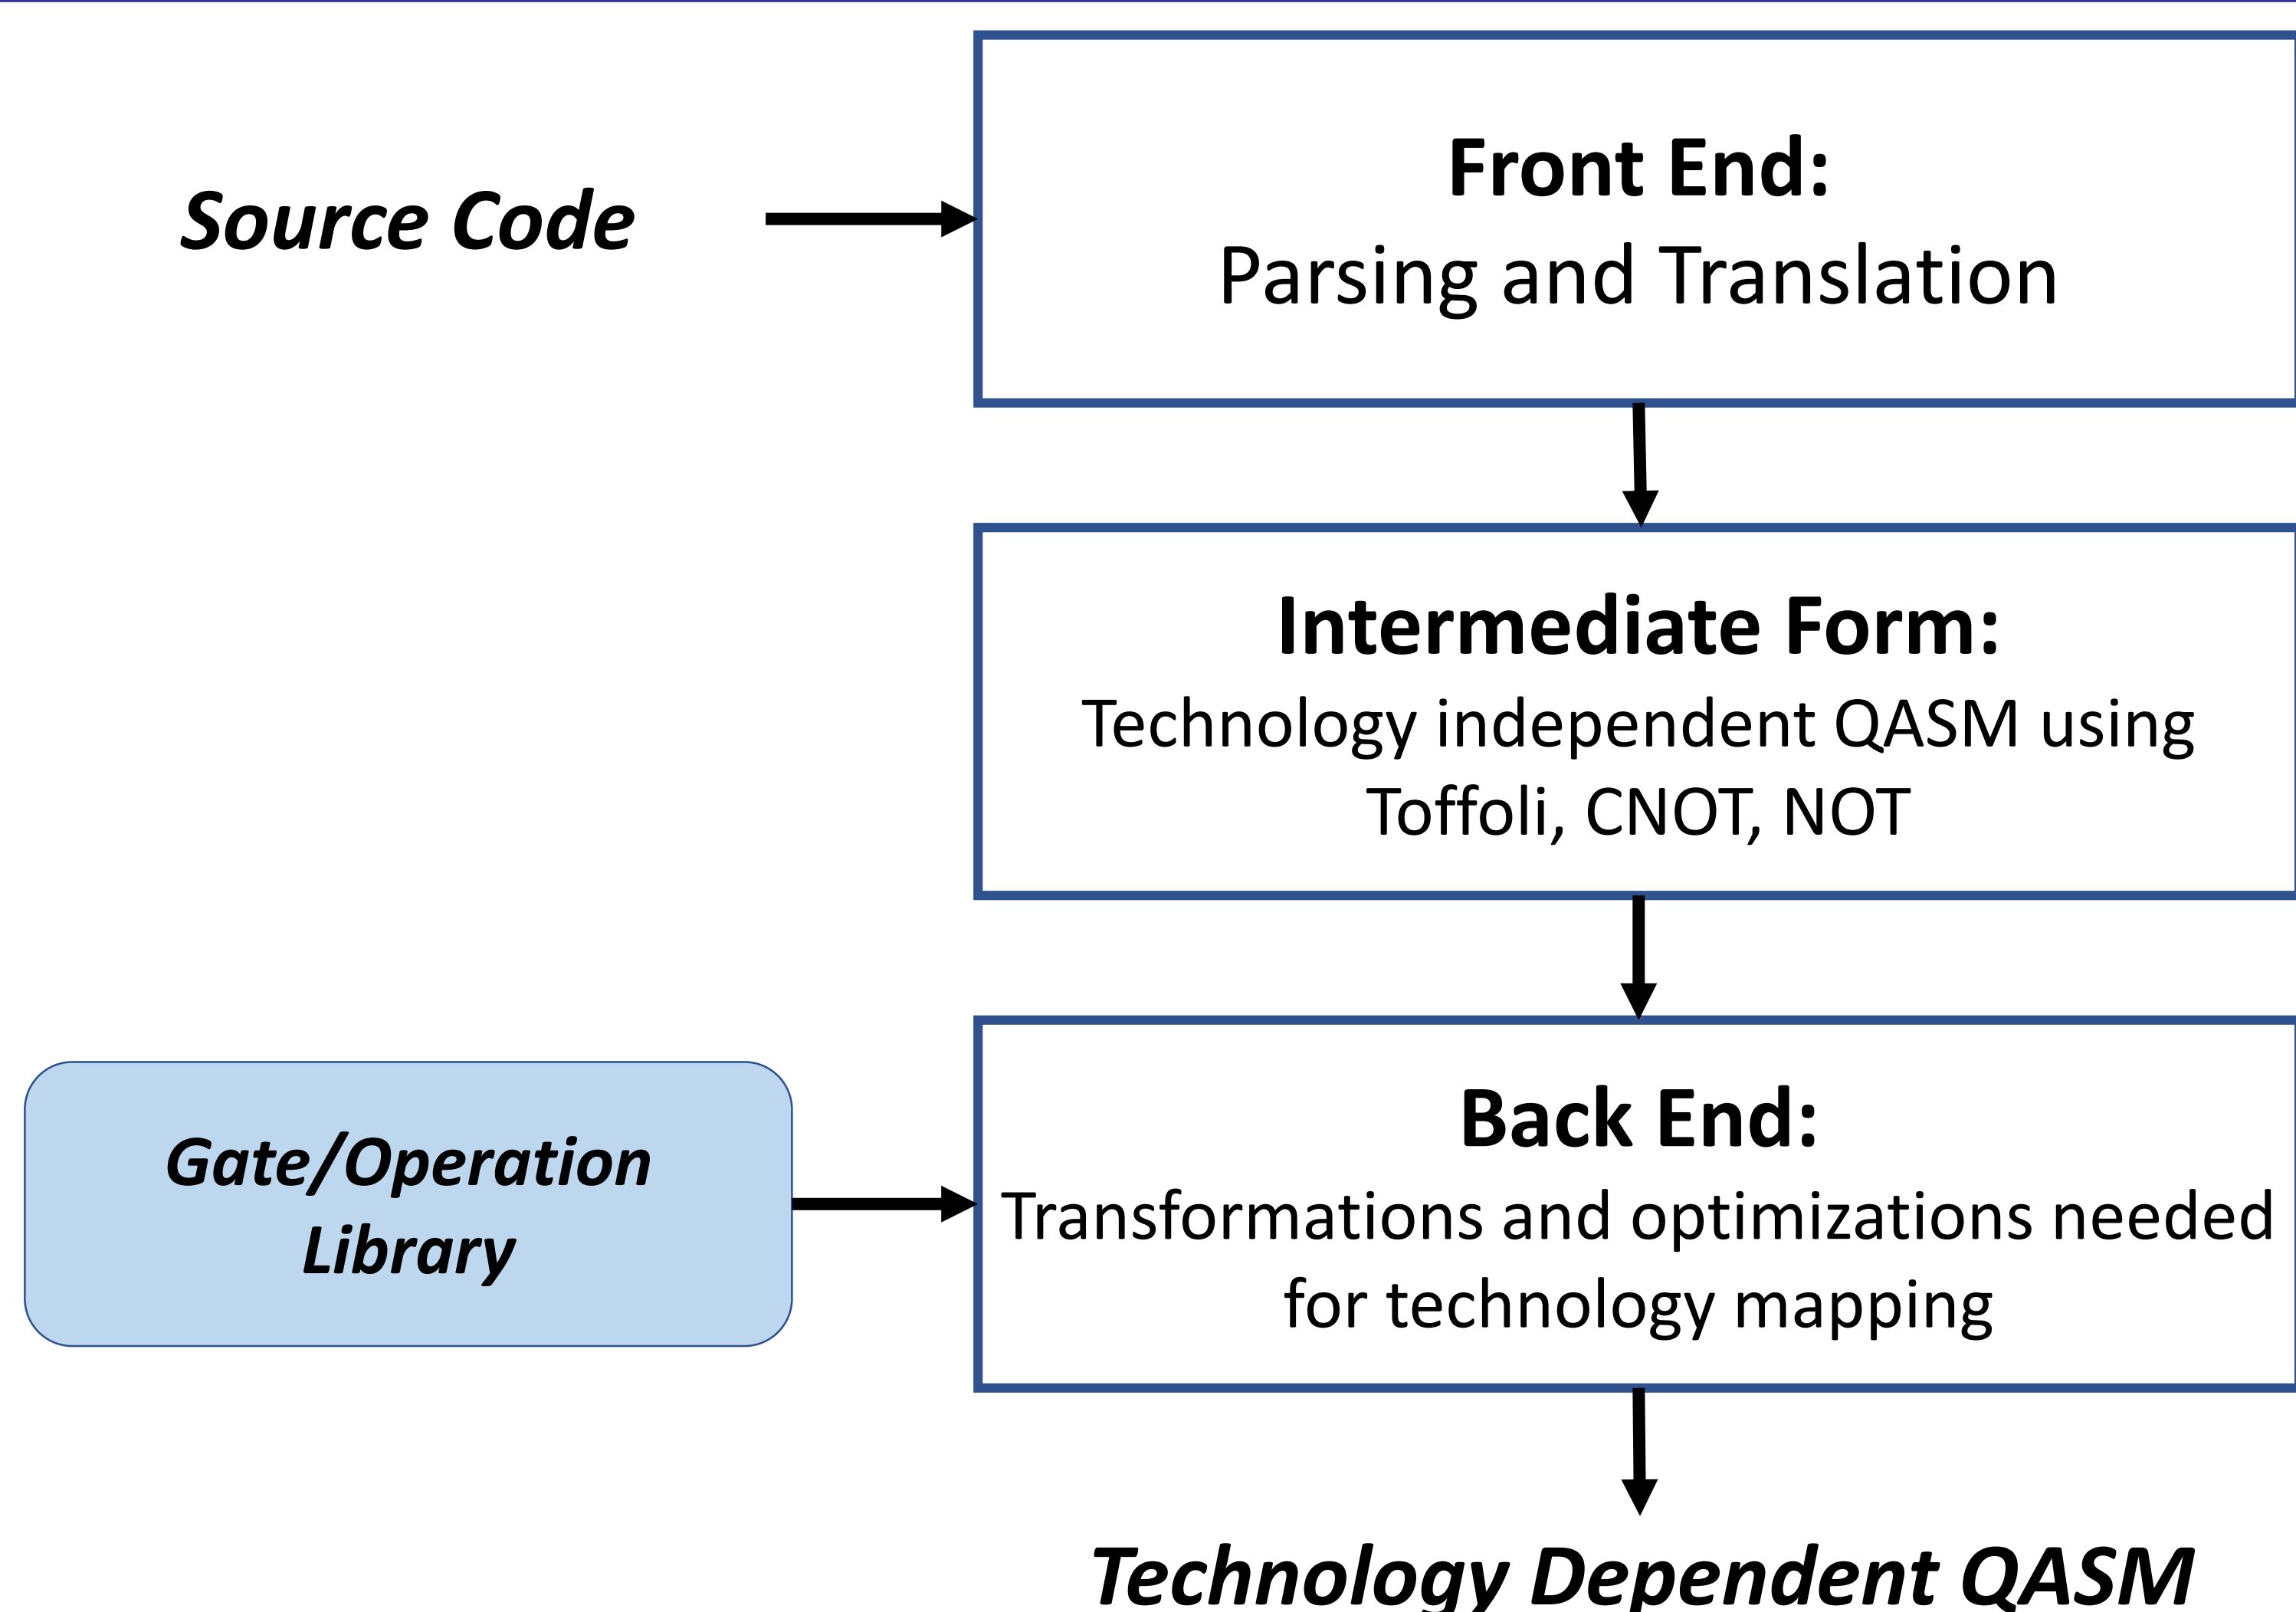 Source Code
Front End:
Parsing and Translation
Intermediate Form:
Technology independent QASM using
Toffoli, CNOT, NOT
Gate/Operation
Library
Back End:
Transformations and optimizations needed
for technology mapping
Technology Dependent QASM